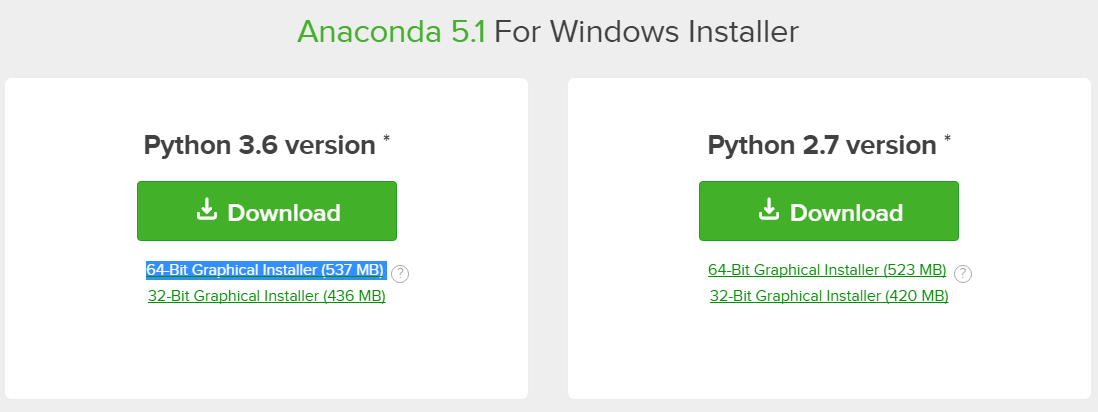 Anaconda 5.1 For Windows Installer
Python 3.6 version *
Download
64-Bit Graphical Installer (537 MB) ?
32-Bit Graphical Installer (436 MB)
Python 2.7 version *
Download
64-Bit Graphical Installer (523 MB) ?
32-Bit Graphical Installer (420 MB)